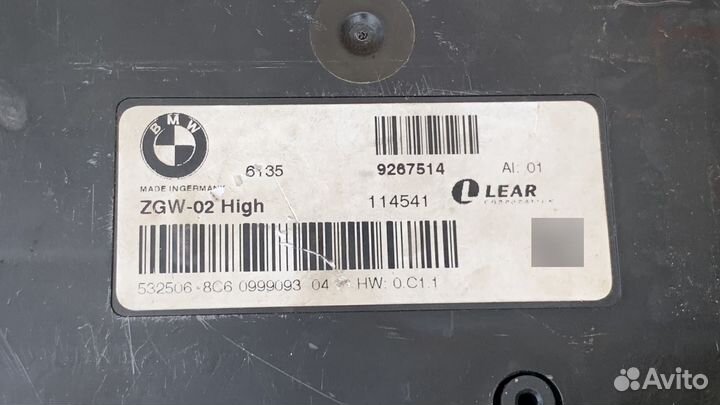 BMW
6135 9267514 AI: 01
MADE IN GERMANY
ZGW-02 High 114541 LEAR
CORPORATION
532506 8C6 0999093 04 HW: 0.C1.1
Avito